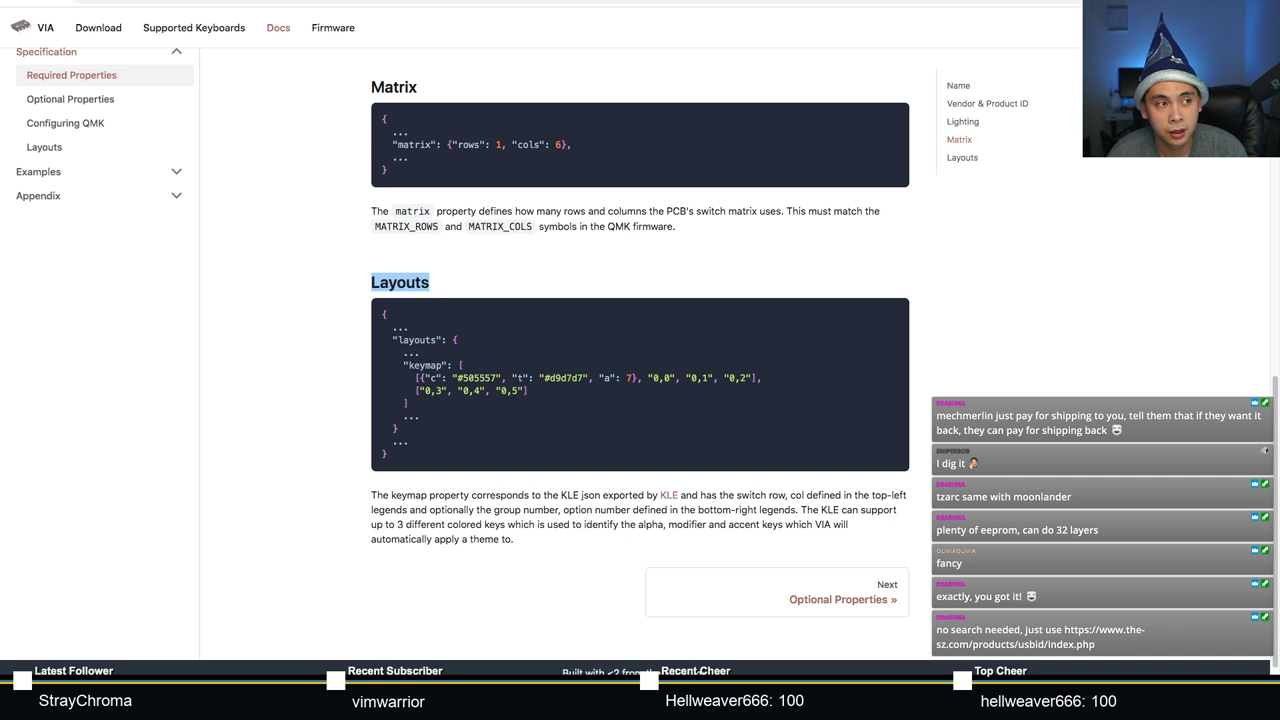 VIA
Download
Supported Keyboards
Docs
Firmware
Specification
Required Properties
Optional Properties
Configuring QMK
Layouts
Examples
Appendix
Matrix
{
...
"matrix": {"rows": 1, "cols": 6},
...
}
The matrix property defines how many rows and columns the PCB's switch matrix uses. This must match the
MATRIX_ROWS and MATRIX_COLS symbols in the QMK firmware.
Layouts
{
...
"layouts": {
...
"keymap": [
[{"c": "#505557", "t": "#d9d7d7", "a": 7}, "0,0", "0,1", "0,2"],
["0,3", "0,4", "0,5"]
]
...
}
...
}
The keymap property corresponds to the KLE json exported by KLE and has the switch row, col defined in the top-left
legends and optionally the group number, option number defined in the bottom-right legends. The KLE can support
up to 3 different colored keys which is used to identify the alpha, modifier and accent keys which VIA will
automatically apply a theme to.
Next
Optional Properties »
Name
Vendor & Product ID
Lighting
Matrix
Layouts
mechmerlin just pay for shipping to you, tell them that if they want it
back, they can pay for shipping back
I dig it
tzarc same with moonlander
plenty of eeprom, can do 32 layers
OLIVIAOLIVIA
fancy
exactly, you got it!
no search needed, just use https://www.the-
sz.com/products/usbid/index.php
Latest Follower
StrayChroma
Recent Subscriber
vimwarrior
Built with <2 from
Recent Cheer
Hellweaver666: 100
Top Cheer
hellweaver666: 100